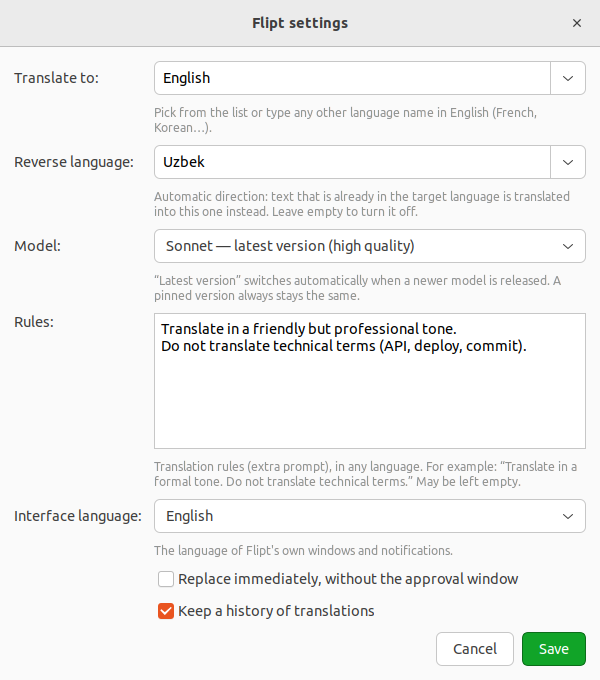 Flipt settings
Translate to:
English
Pick from the list or type any other language name in English (French,
Korean…).
Reverse language:
Uzbek
Automatic direction: text that is already in the target language is translated
into this one instead. Leave empty to turn it off.
Model:
Sonnet — latest version (high quality)
“Latest version” switches automatically when a newer model is released. A
pinned version always stays the same.
Rules:
Translate in a friendly but professional tone.
Do not translate technical terms (API, deploy, commit).
Translation rules (extra prompt), in any language. For example: “Translate in a
formal tone. Do not translate technical terms.” May be left empty.
Interface language:
English
The language of Flipt's own windows and notifications.
Replace immediately, without the approval window
Keep a history of translations
Cancel
Save